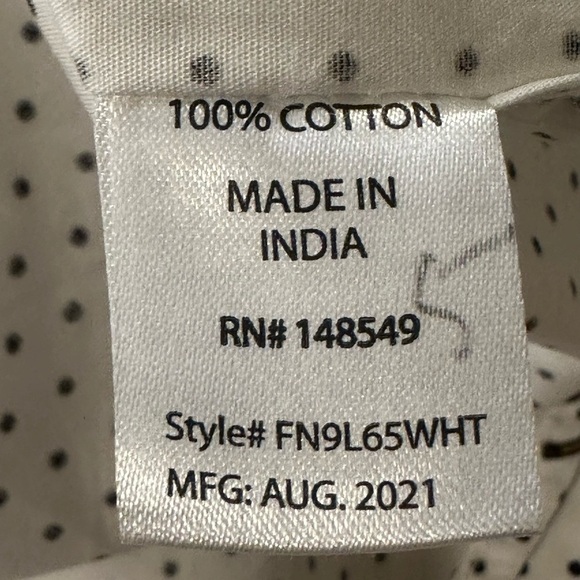 100% COTTON
MADE IN
INDIA
RN# 148549
Style# FN9L65WHT
MFG: AUG. 2021